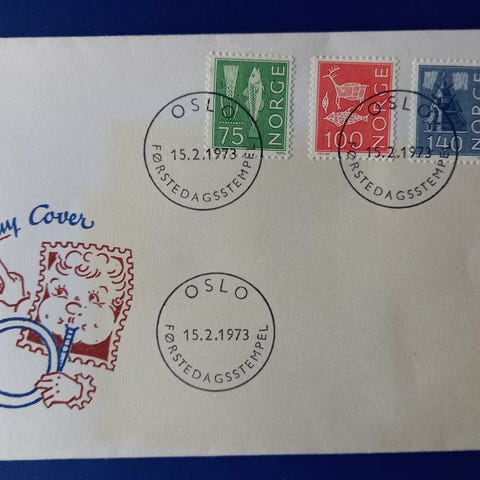 NORGE
75
NORGE
100
NORGE
140
OSLO
15.2.1973
FØRSTEDAGSSTEMPEL
OSLO
15.2.1973
FØRSTEDAGSSTEMPEL
Cover
OSLO
15.2.1973
FØRSTEDAGSSTEMPEL